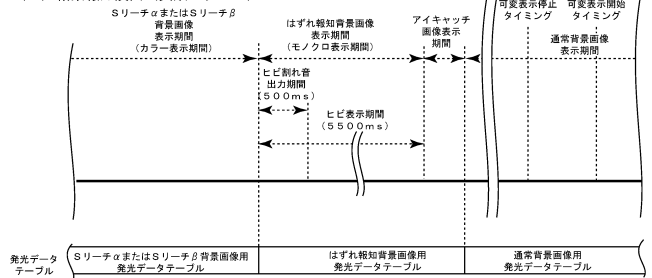 Ｓリーチαまたは Ｓリーチβ
背景画像
表示期間
（カラー表示期間）
はずれ報知背景画像
表示期間
（モノクロ表示期間）
アイキャッチ
画像表示
期間
可変表示停止
タイミング
可変表示開始
タイミング
通常背景画像
表示期間
ヒビ割れ音
出力期間
（５００ｍｓ）
ヒビ表示期間
（５５００ｍｓ）
発光データ
テーブル
ＳリーチαまたはＳリーチβ背景画像用
発光データテーブル
はずれ報知背景画像用
発光データテーブル
通常背景画像用
発光データテーブル